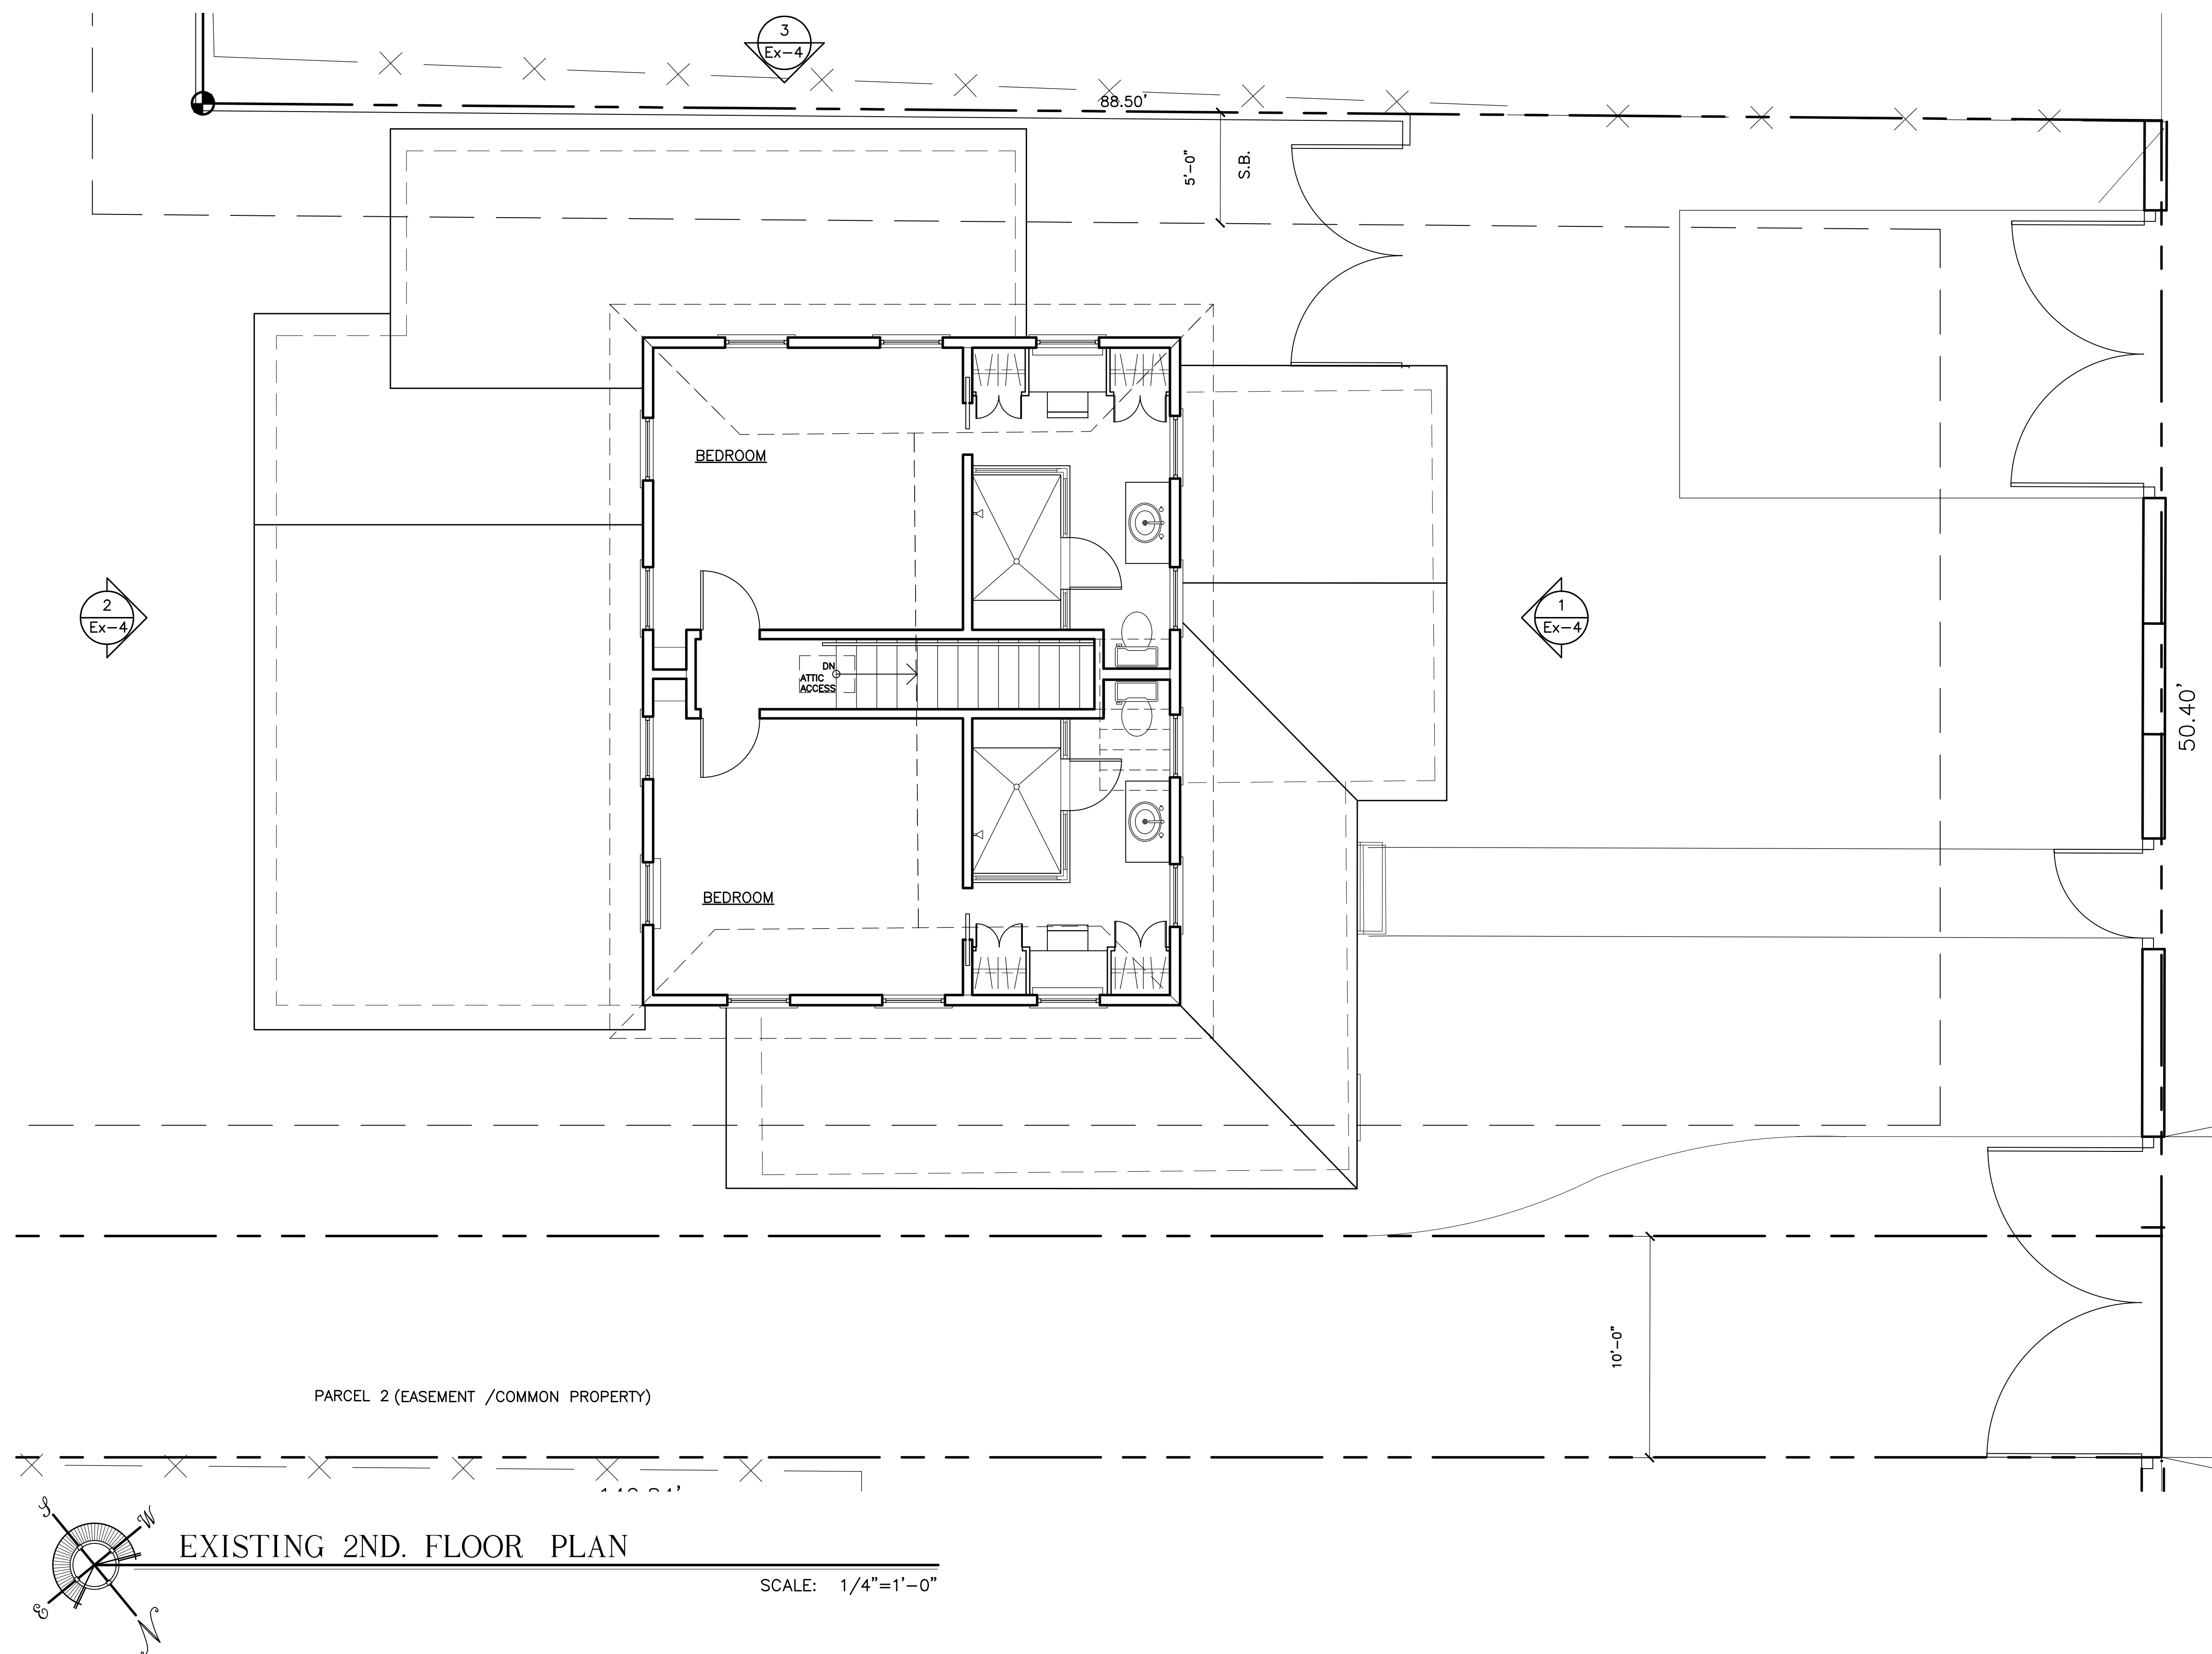 3
Ex-4
88.50'
5'-0"
S.B.
BEDROOM
2
Ex-4
1
Ex-4
DN
ATTIC
ACCESS
50.40'
BEDROOM
10'-0"
PARCEL 2 (EASEMENT /COMMON PROPERTY)
S
W
E
N
EXISTING 2ND. FLOOR PLAN
SCALE: 1/4"=1'-0"